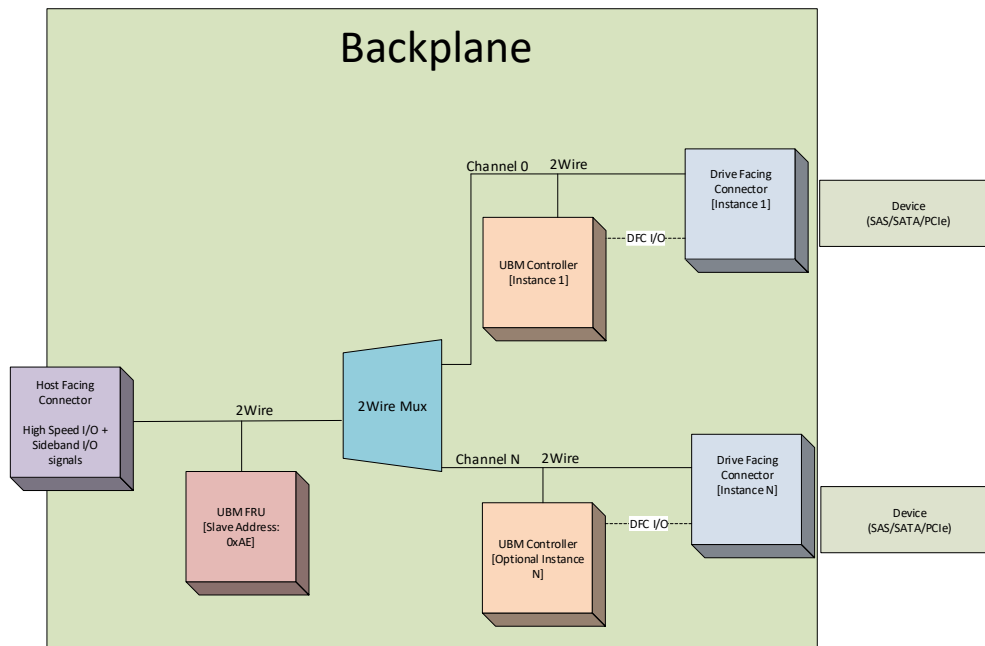 Backplane
Channel 0
2Wire
Drive Facing
Connector
[Instance 1]
Device
(SAS/SATA/PCIe)
DFC I/O
UBM Controller
[Instance 1]
Host Facing
Connector
High Speed I/O +
Sideband I/O
signals
2Wire
2Wire Mux
Channel N
2Wire
Drive Facing
Connector
[Instance N]
Device
(SAS/SATA/PCIe)
UBM FRU
[Slave Address:
0xAE]
DFC I/O
UBM Controller
[Optional Instance
N]